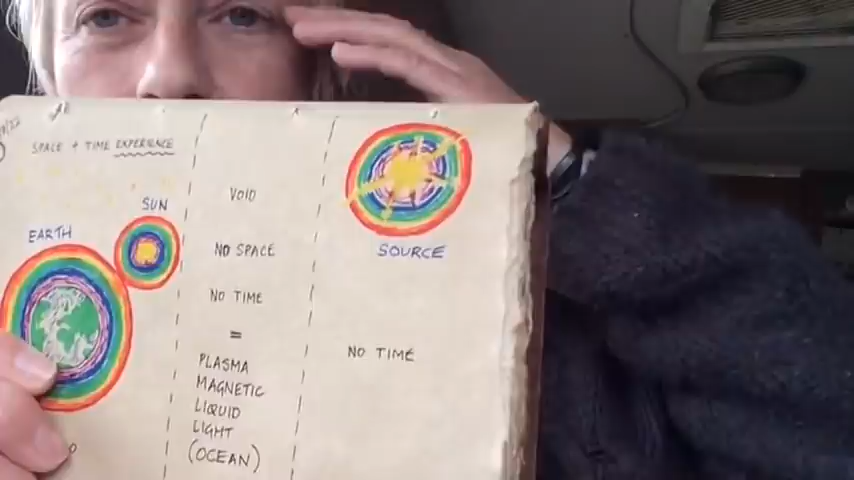 SPACE + TIME EXPERIENCE
SUN
EARTH
VOID
NO SPACE
NO TIME
=
PLASMA
MAGNETIC
LIQUID
LIGHT
(OCEAN)
SOURCE
NO TIME